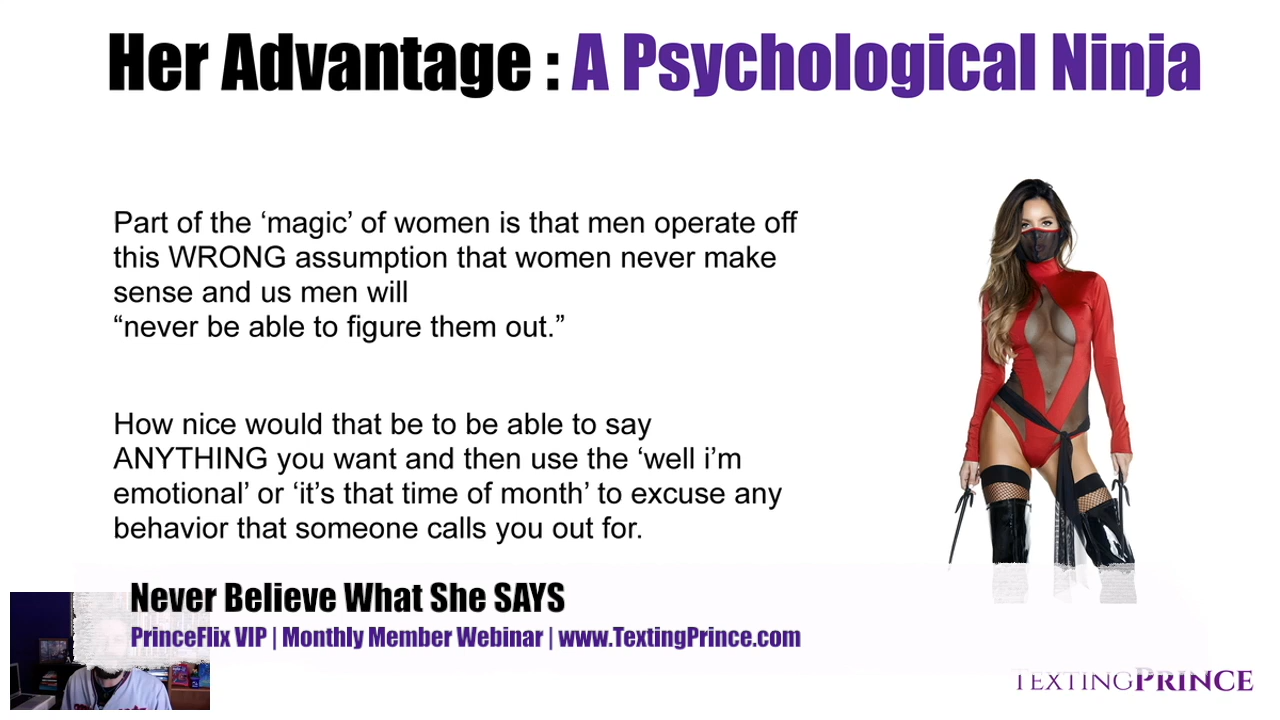 Her Advantage : A Psychological Ninja
Part of the ‘magic’ of women is that men operate off
this WRONG assumption that women never make
sense and us men will
“never be able to figure them out.”
How nice would that be to be able to say
ANYTHING you want and then use the ‘well i’m
emotional’ or ‘it’s that time of month’ to excuse any
behavior that someone calls you out for.
Never Believe What She SAYS
PrinceFlix VIP | Monthly Member Webinar | www.TextingPrince.com
TEXTINGPRINCE